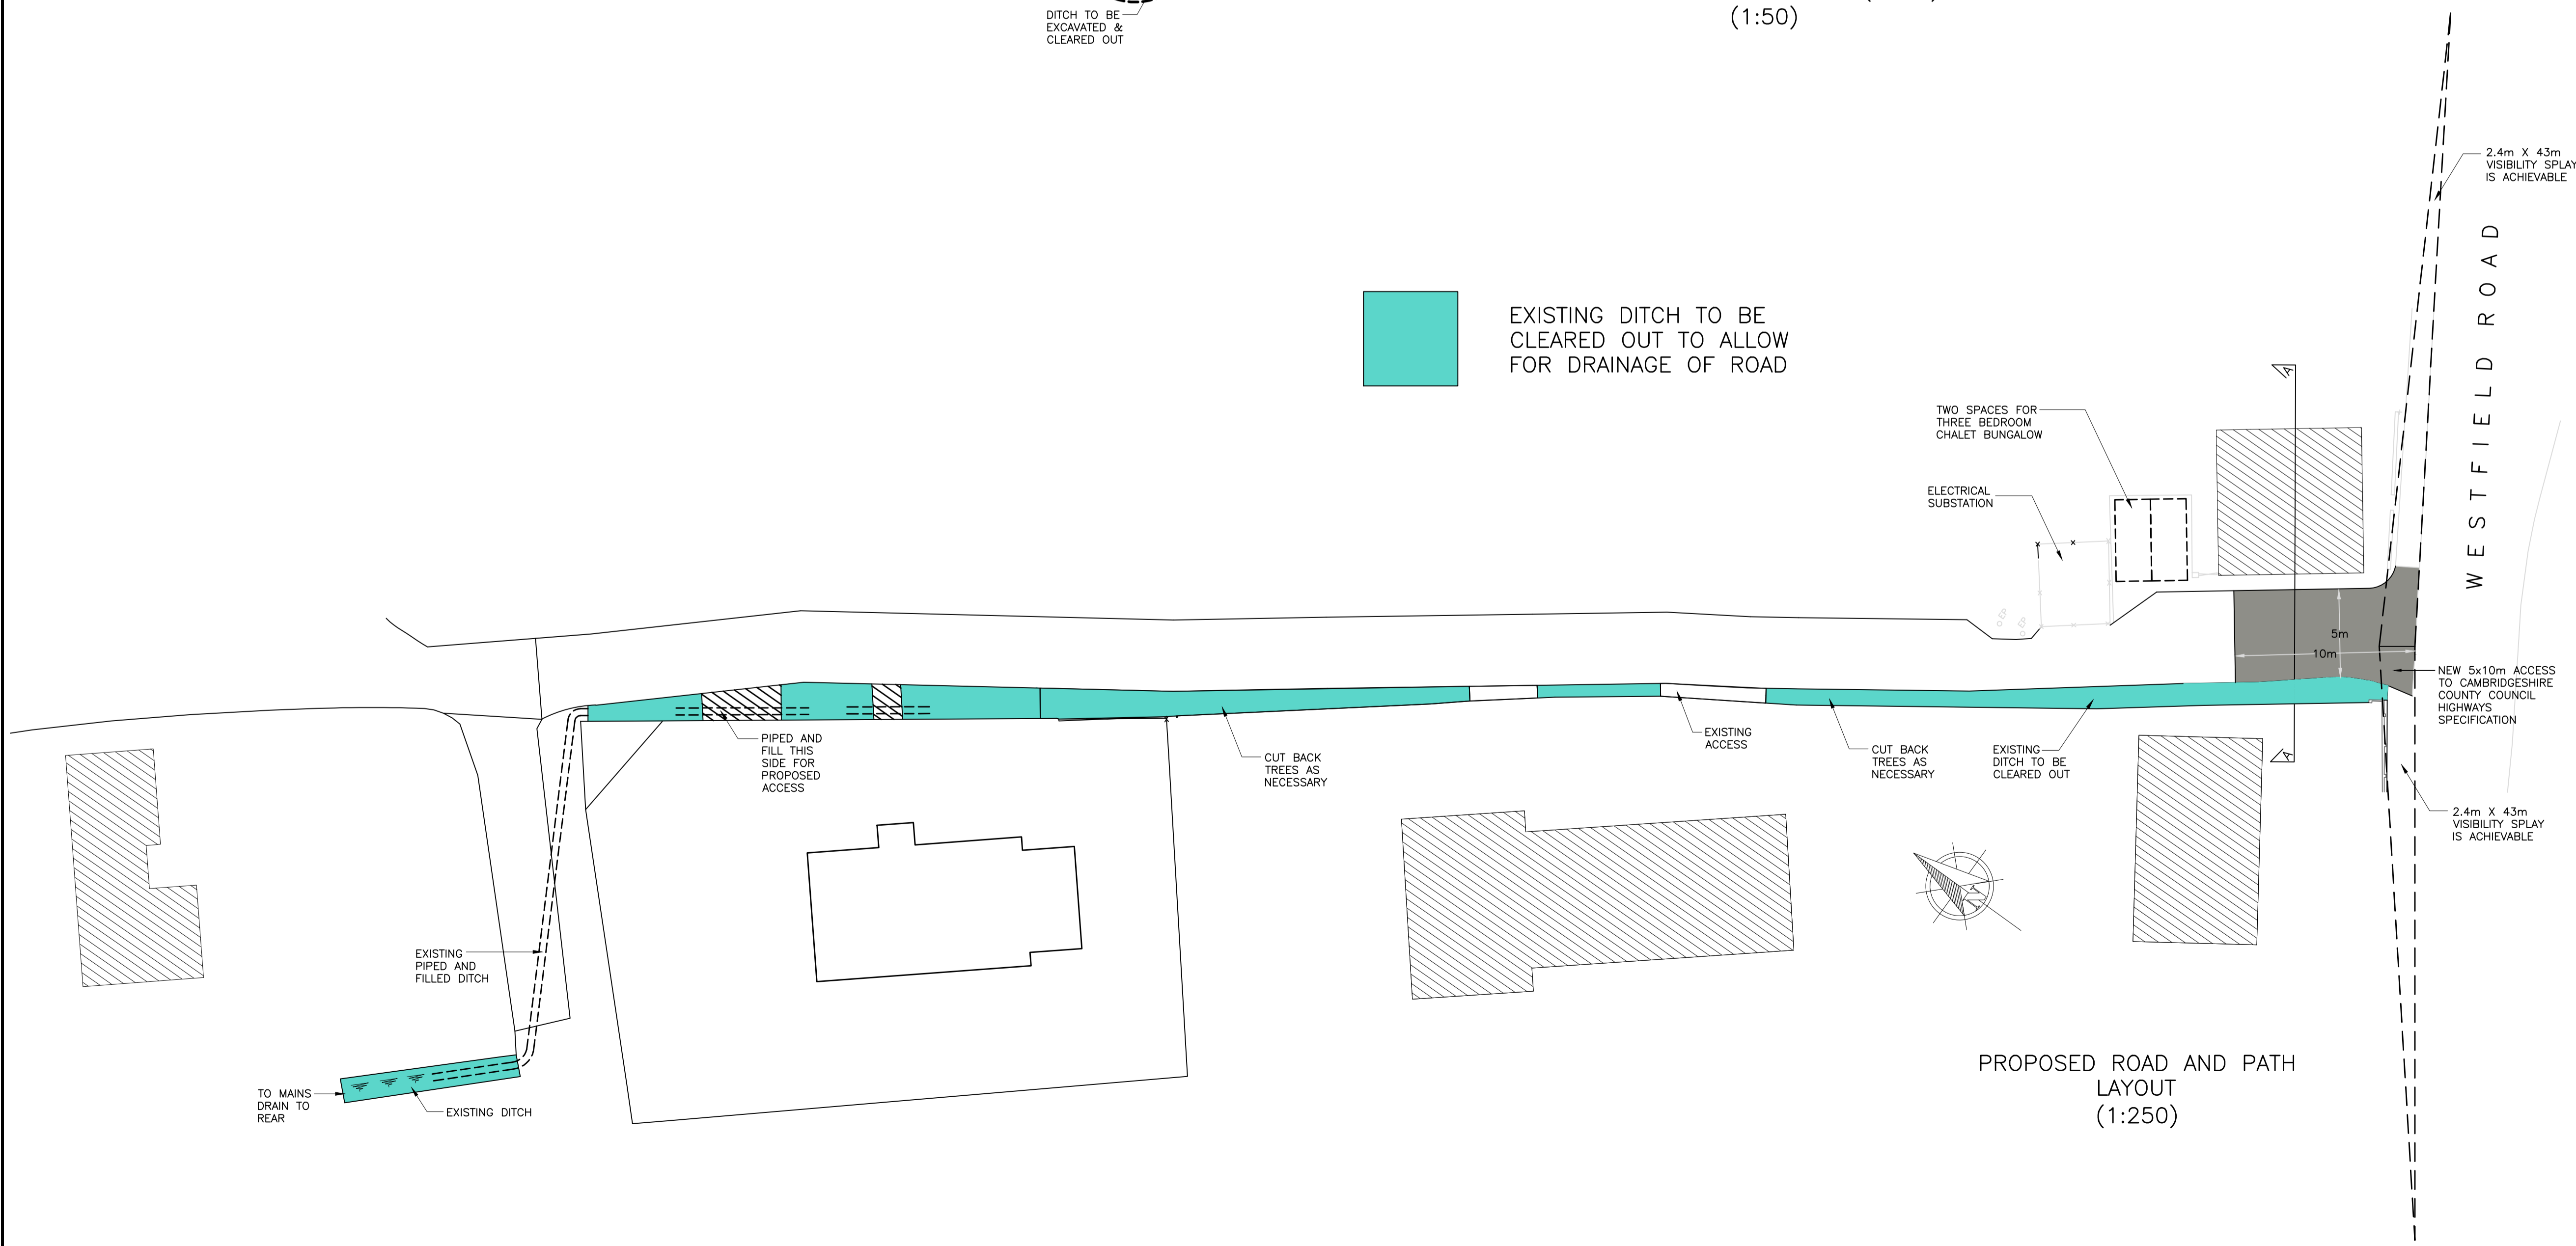 DITCH TO BE
EXCAVATED &
CLEARED OUT
(1:50)
2.4m X 43m
VISIBILITY SPLAY
IS ACHIEVABLE
WESTFIELD ROAD
EXISTING DITCH TO BE
CLEARED OUT TO ALLOW
FOR DRAINAGE OF ROAD
A
TWO SPACES FOR
THREE BEDROOM
CHALET BUNGALOW
ELECTRICAL
SUBSTATION
5m
10m
NEW 5x10m ACCESS
TO CAMBRIDGESHIRE
COUNTY COUNCIL
HIGHWAYS
SPECIFICATION
PIPED AND
FILL THIS
SIDE FOR
PROPOSED
ACCESS
CUT BACK
TREES AS
NECESSARY
EXISTING
ACCESS
CUT BACK
TREES AS
NECESSARY
EXISTING
DITCH TO BE
CLEARED OUT
A
2.4m X 43m
VISIBILITY SPLAY
IS ACHIEVABLE
EXISTING
PIPED AND
FILLED DITCH
TO MAINS
DRAIN TO
REAR
EXISTING DITCH
PROPOSED ROAD AND PATH
LAYOUT
(1:250)